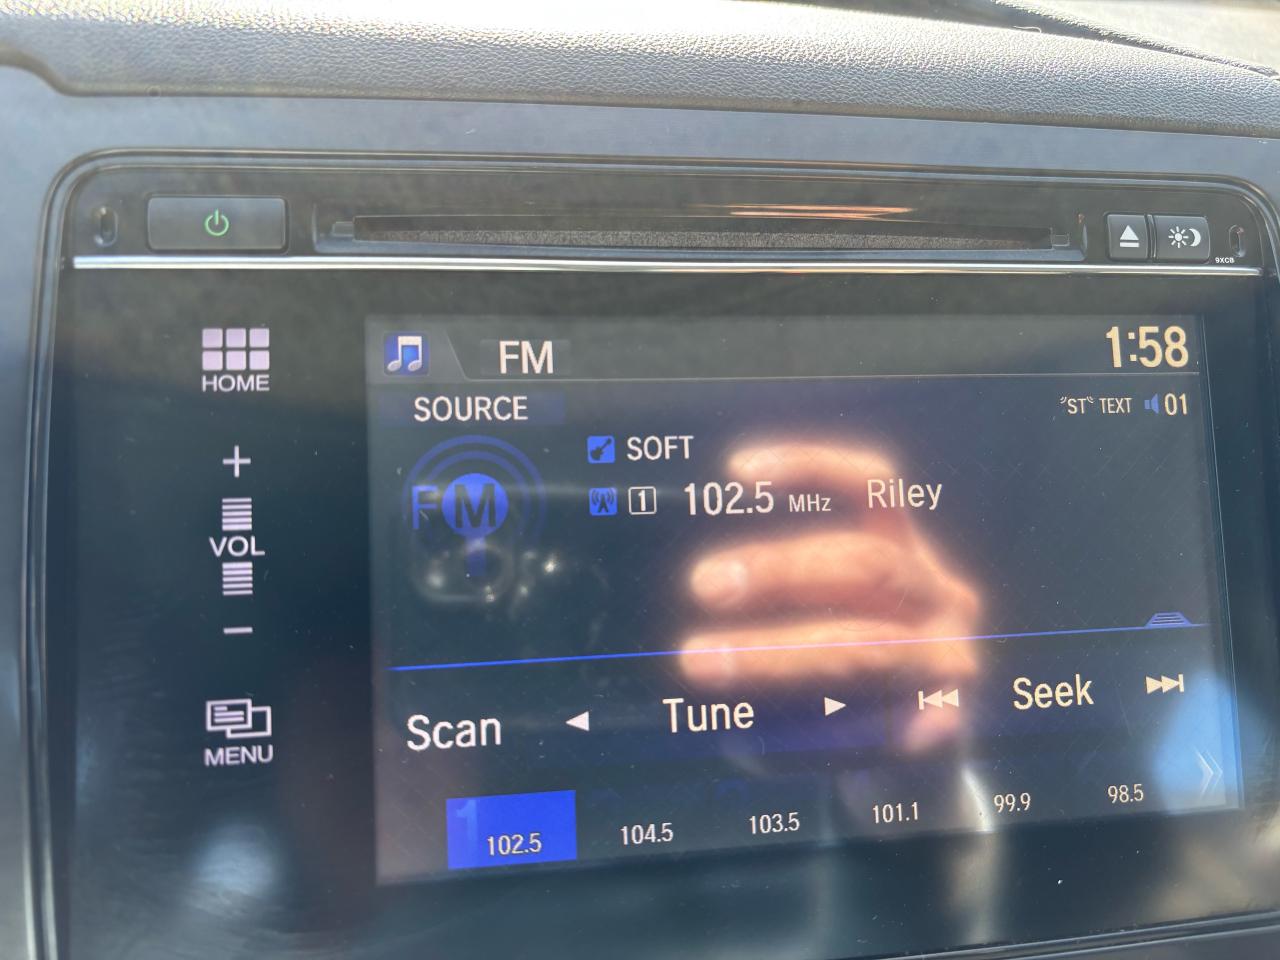 9XCB
HOME
FM
1:58
SOURCE
"ST" TEXT 01
SOFT
FM
1 102.5 MHz Riley
VOL
MENU
Scan Tune Seek
1 102.5 104.5 103.5 101.1 99.9 98.5